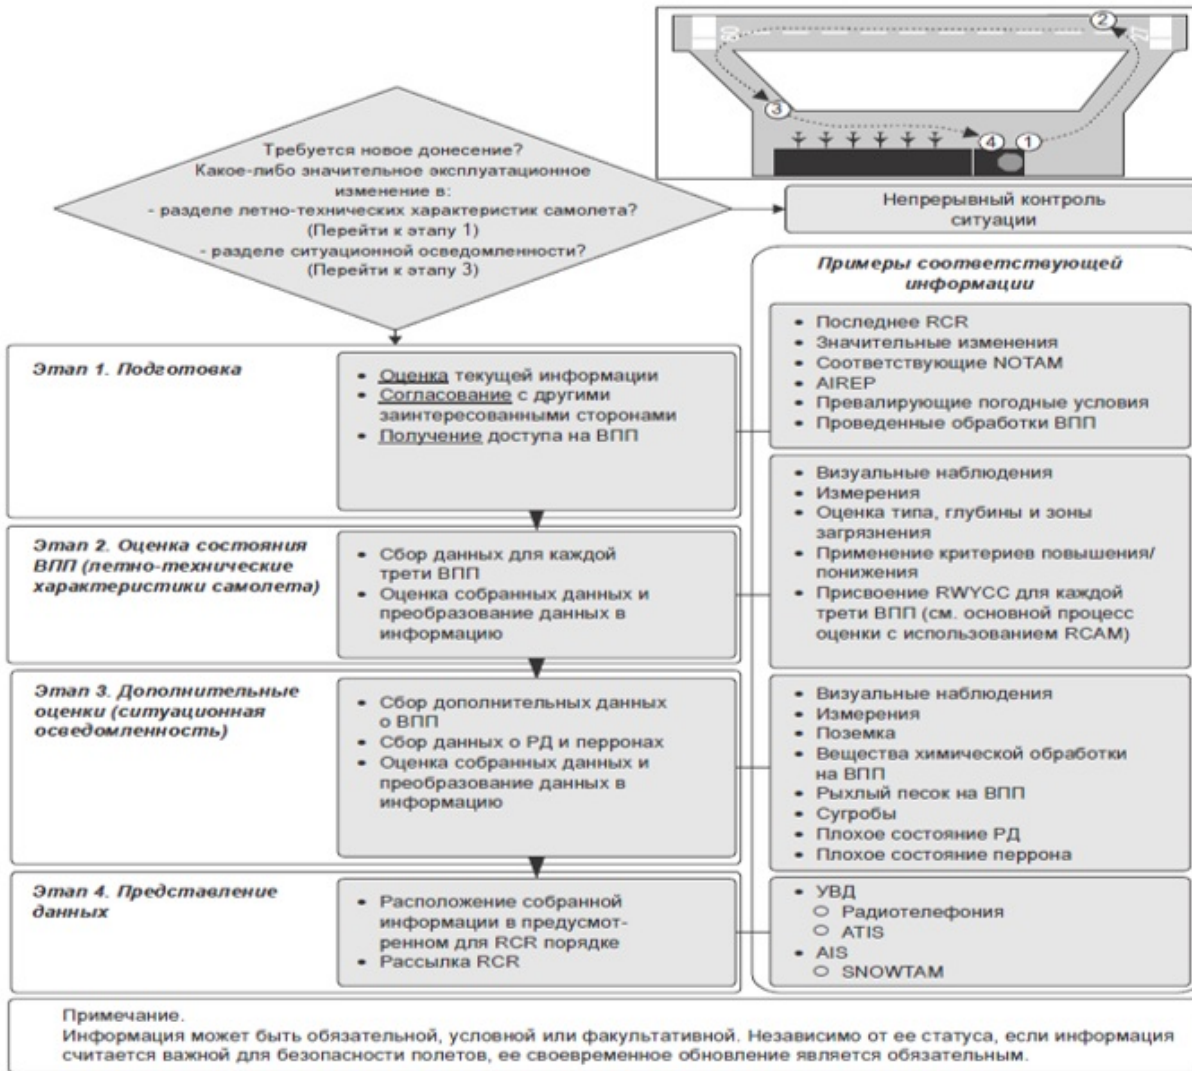 09
27
2
3
4
1
Требуется новое донесение?
Какое-либо значительное эксплуатационное
изменение в:
- разделе летно-технических характеристик самолета?
(Перейти к этапу 1)
- разделе ситуационной осведомленности?
(Перейти к этапу 3)
Непрерывный контроль
ситуации
Примеры соответствующей
информации
Этап 1. Подготовка
• Оценка текущей информации
• Согласование с другими
заинтересованными сторонами
• Получение доступа на ВПП
• Последнее RCR
• Значительные изменения
• Соответствующие NOTAM
• AIREP
• Превалирующие погодные условия
• Проведенные обработки ВПП
Этап 2. Оценка состояния
ВПП (летно-технические
характеристики самолета)
• Сбор данных для каждой
трети ВПП
• Оценка собранных данных и
преобразование данных в
информацию
• Визуальные наблюдения
• Измерения
• Оценка типа, глубины и зоны
загрязнения
• Применение критериев повышения/
понижения
• Присвоение RWYCC для каждой
трети ВПП (см. основной процесс
оценки с использованием RCAM)
Этап 3. Дополнительные
оценки (ситуационная
осведомленность)
• Сбор дополнительных данных
о ВПП
• Сбор данных о РД и перронах
• Оценка собранных данных и
преобразование данных в
информацию
• Визуальные наблюдения
• Измерения
• Поземка
• Вещества химической обработки
на ВПП
• Рыхлый песок на ВПП
• Сугробы
• Плохое состояние РД
• Плохое состояние перрона
Этап 4. Представление
данных
• Расположение собранной
информации в предусмот-
ренном для RCR порядке
• Рассылка RCR
• УВД
○ Радиотелефония
○ ATIS
• AIS
○ SNOWTAM
Примечание.
Информация может быть обязательной, условной или факультативной. Независимо от ее статуса, если информация
считается важной для безопасности полетов, ее своевременное обновление является обязательным.